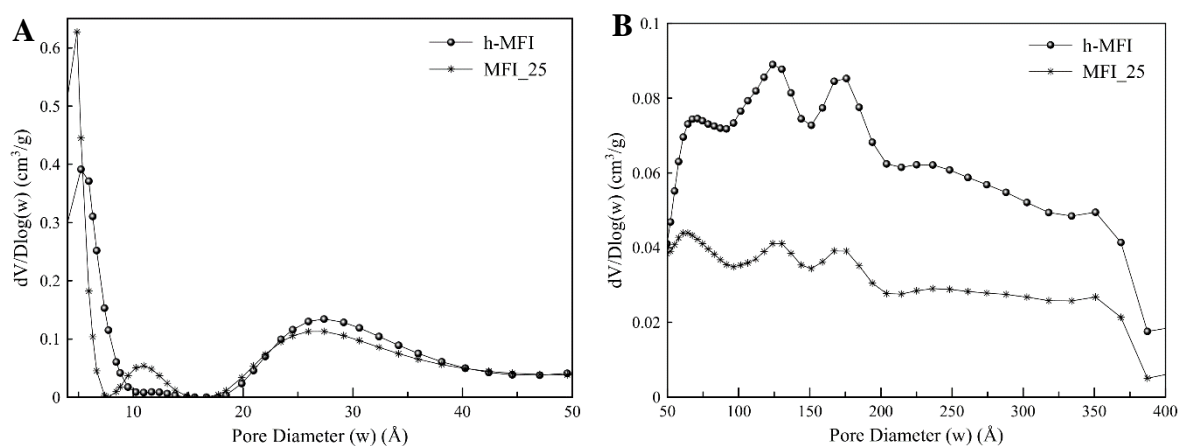 A
h-MFI
MFI_25
dV/Dlog(w) (cm³/g)
0.6
0.5
0.4
0.3
0.2
0.1
0
10
20
30
40
50
Pore Diameter (w) (Å)
B
h-MFI
MFI_25
dV/Dlog(w) (cm³/g)
0.1
0.08
0.06
0.04
0.02
0
50
100
150
200
250
300
350
400
Pore Diameter (w) (Å)